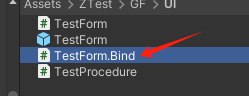 Assets > ZTest > GF > UI
TestForm
TestForm
TestForm.Bind
TestProcedure